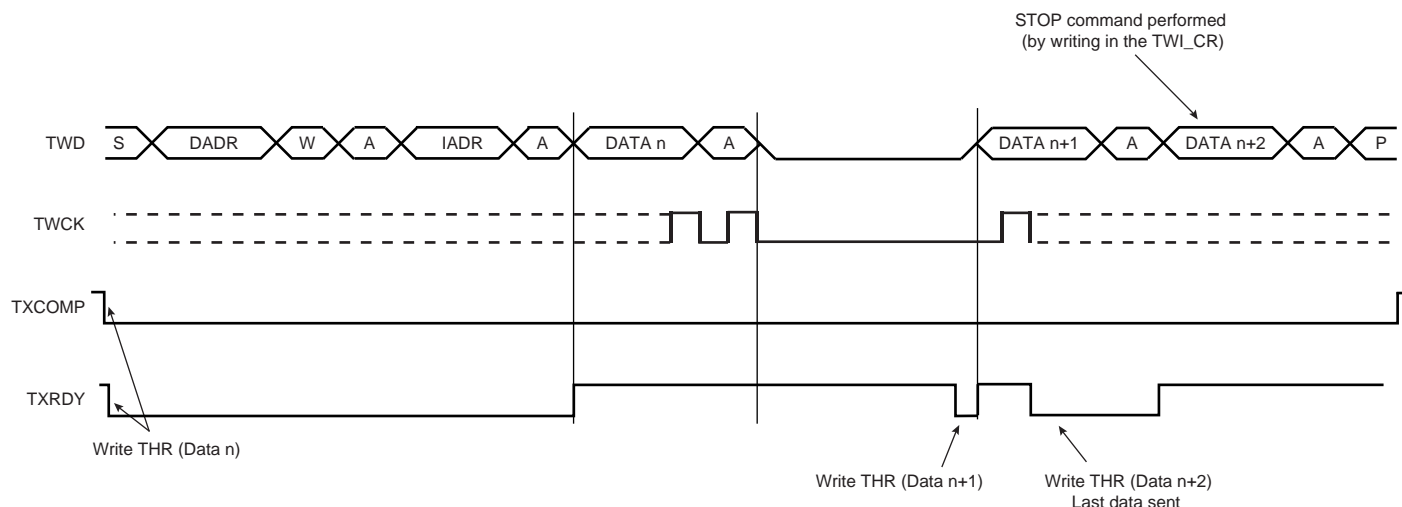 STOP command performed
(by writing in the TWI_CR)
TWD S DADR W A IADR A DATA n A DATA n+1 A DATA n+2 A P
TWCK
TXCOMP
TXRDY
Write THR (Data n)
Write THR (Data n+1)
Write THR (Data n+2)
Last data sent